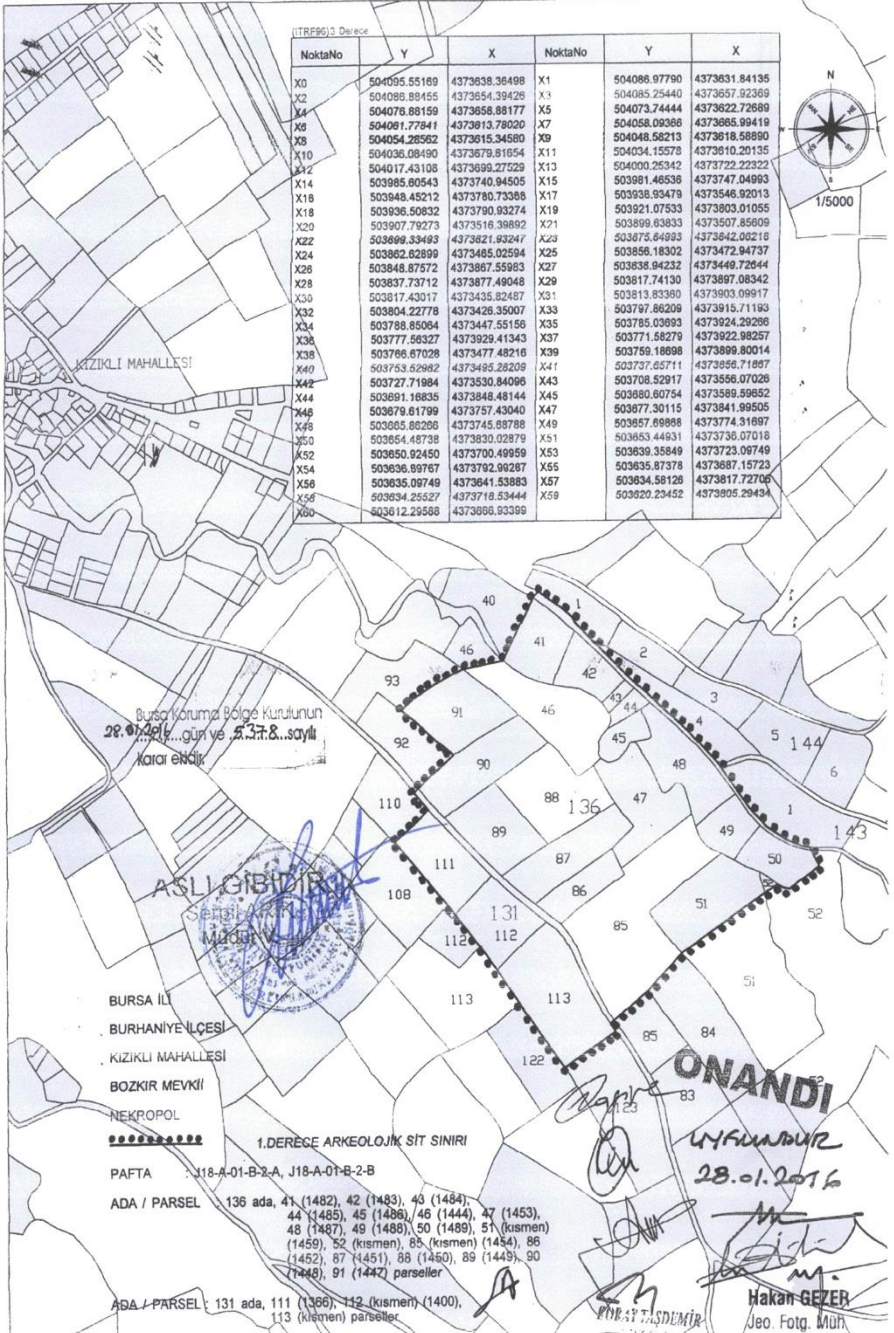 (ITRF96)3 Derece
NoktaNo Y X NoktaNo Y X
X0 504095.55169 4373638.36498 X1 504086.97790 4373631.84135
X2 504086.88455 4373654.39426 X3 504085.25440 4373657.92369
X4 504076.88159 4373658.88177 X5 504073.74444 4373622.72689
X6 504061.77841 4373613.78020 X7 504058.09366 4373665.99419
X8 504054.28562 4373615.34580 X9 504048.58213 4373618.58890
X10 504036.08490 4373679.81654 X11 504034.15578 4373610.20135
X12 504017.43108 4373699.27529 X13 504000.25342 4373722.22322
X14 503985.60543 4373740.94505 X15 503981.46536 4373747.04993
X16 503948.45212 4373780.73368 X17 503938.93479 4373546.92013
X18 503936.50832 4373790.93274 X19 503921.07533 4373803.01055
X20 503907.79273 4373516.39892 X21 503899.63833 4373507.85609
X22 503899.33493 4373821.93247 X23 503875.64993 4373842.06218
X24 503862.62899 4373465.02594 X25 503856.18302 4373472.94737
X26 503848.87572 4373867.55983 X27 503838.94232 4373449.72644
X28 503837.73712 4373877.49048 X29 503817.74130 4373897.08342
X30 503817.43017 4373435.82487 X31 503813.83360 4373903.09917
X32 503804.22778 4373426.35007 X33 503797.86209 4373915.71193
X34 503788.85064 4373447.55156 X35 503785.03693 4373924.29266
X36 503777.56327 4373929.41343 X37 503771.58279 4373922.98257
X38 503766.67028 4373477.48216 X39 503759.18698 4373899.80014
X40 503753.52962 4373495.26209 X41 503737.65711 4373856.71867
X42 503727.71984 4373530.84096 X43 503708.52917 4373556.07026
X44 503691.16835 4373848.48144 X45 503680.60754 4373589.59652
X46 503679.61799 4373757.43040 X47 503677.30115 4373841.99505
X48 503665.86266 4373745.68788 X49 503657.69868 4373774.31697
X50 503654.48738 4373830.02879 X51 503653.44931 4373736.07018
X52 503650.92450 4373700.49959 X53 503639.35849 4373723.09749
X54 503636.89767 4373792.99287 X55 503635.87378 4373687.15723
X56 503635.09749 4373641.53883 X57 503634.58126 4373817.72706
X58 503634.25527 4373718.53444 X59 503620.23452 4373805.29434
X60 503612.29588 4373666.93399
N
1/5000
KIZIKLI MAHALLESİ
40
1
41
2
46
42
93
3
43
44
4
91
46
5 144
45
92
6
48
90
88 136
47
110
1
143
49
89
50
111
87
108
86
51
52
131
112 112
85
51
113
113
85
84
122
52
83
123
Bursa Koruma Bölge Kurulunun
28.01.2016...gün ve .5378...sayılı
karar ekidir.
ASLI GİBİDİR
Müdür V.
BURSA İLİ
BURHANİYE İLÇESİ
KIZIKLI MAHALLESİ
BOZKIR MEVKİİ
NEKROPOL
1.DERECE ARKEOLOJİK SİT SINIRI
PAFTA : J18-A-01-B-2-A, J18-A-01-B-2-B
ADA / PARSEL : 136 ada, 41 (1482), 42 (1483), 43 (1484),
44 (1485), 45 (1486), 46 (1444), 47 (1453),
48 (1487), 49 (1488), 50 (1489), 51 (kısmen)
(1459), 52 (kısmen), 85 (kısmen) (1454), 86
(1452), 87 (1451), 88 (1450), 89 (1449), 90
(1448), 91 (1447) parseller
ADA / PARSEL : 131 ada, 111 (1366), 112 (kısmen) (1400),
113 (kısmen) parseller
ONANDI
UYGUNDUR
28.01.2016
KORAY TAŞDEMİR
Hakan GEZER
Jeo. Fotg. Müh.